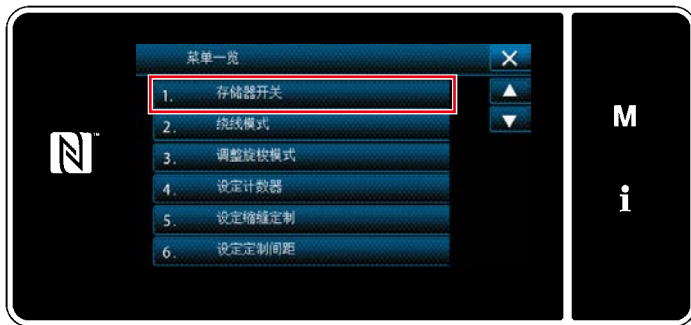 菜单一览
1. 存储器开关
2. 绕线模式
3. 调整旋梭模式
4. 设定计数器
5. 设定缩缝定制
6. 设定定制间距
M
i